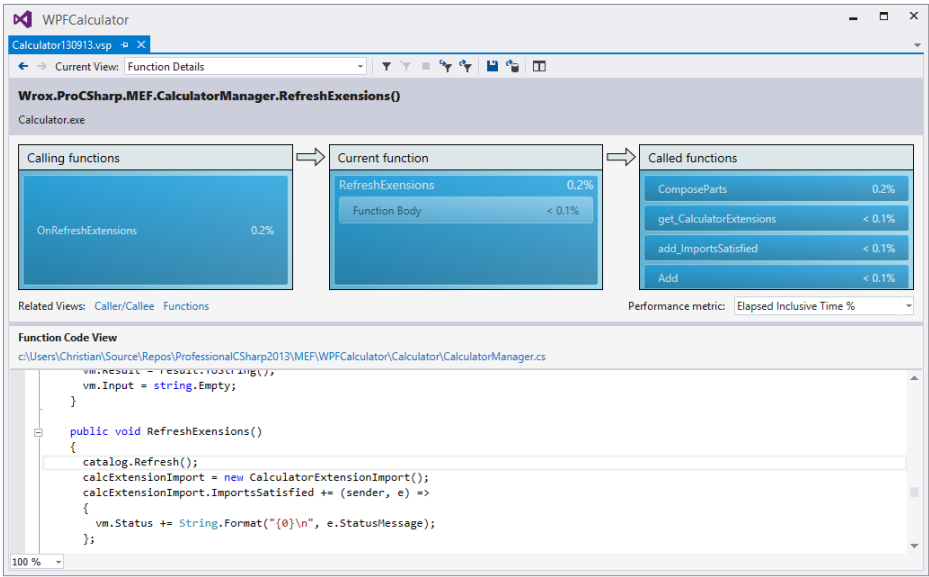 WPFCalculator
Calculator130913.vsp
Current View: Function Details
Wrox.ProCSharp.MEF.CalculatorManager.RefreshExensions()
Calculator.exe
Calling functions
OnRefreshExtensions 0.2%
Current function
RefreshExensions 0.2%
Function Body < 0.1%
Called functions
ComposeParts 0.2%
get_CalculatorExtensions < 0.1%
add_ImportsSatisfied < 0.1%
Add < 0.1%
Related Views: Caller/Callee Functions
Performance metric: Elapsed Inclusive Time %
Function Code View
c:\Users\Christian\Source\Repos\ProfessionalCSharp2013\MEF\WPFCalculator\Calculator\CalculatorManager.cs
vm.Result = result.ToString();
vm.Input = string.Empty;
}
public void RefreshExensions()
{
catalog.Refresh();
calcExtensionImport = new CalculatorExtensionImport();
calcExtensionImport.ImportsSatisfied += (sender, e) =>
{
vm.Status += String.Format("{0}\n", e.StatusMessage);
};
100 %